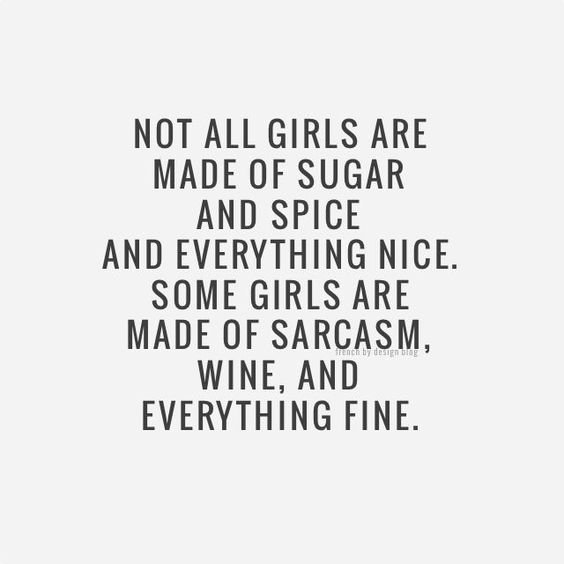 NOT ALL GIRLS ARE
MADE OF SUGAR
AND SPICE
AND EVERYTHING NICE.
SOME GIRLS ARE
MADE OF SARCASM,
french by design blog
WINE, AND
EVERYTHING FINE.